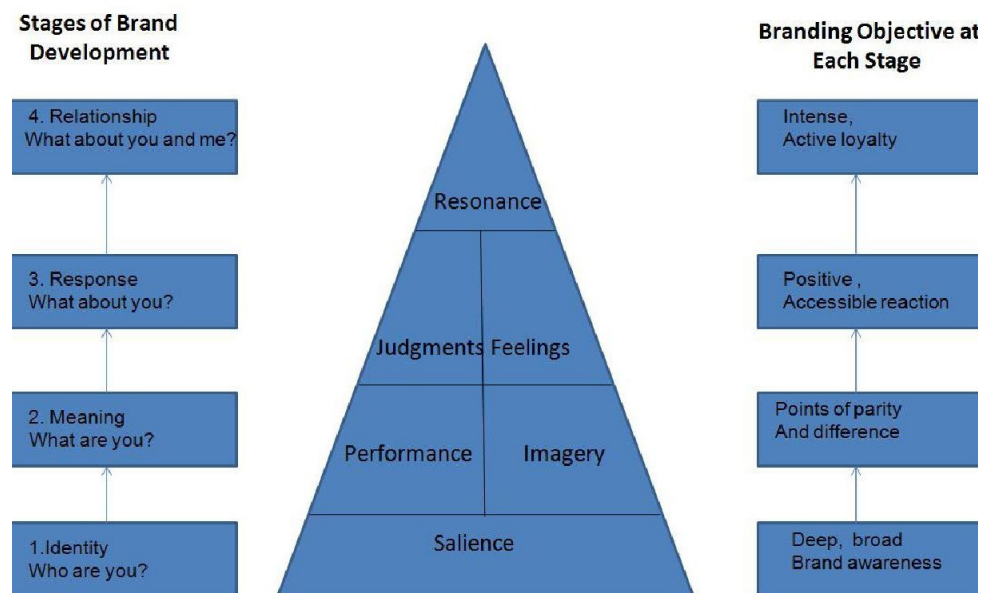 Stages of Brand
Development
4. Relationship
What about you and me?
3. Response
What about you?
2. Meaning
What are you?
1.Identity
Who are you?
Resonance
Judgments Feelings
Performance Imagery
Salience
Branding Objective at
Each Stage
Intense,
Active loyalty
Positive ,
Accessible reaction
Points of parity
And difference
Deep, broad
Brand awareness